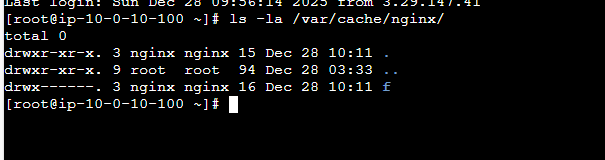 Last login: Sun Dec 28 09:56:14 2025 from 3.29.147.41
[root@ip-10-0-10-100 ~]# ls -la /var/cache/nginx/
total 0
drwxr-xr-x. 3 nginx nginx 15 Dec 28 10:11 .
drwxr-xr-x. 9 root  root  94 Dec 28 03:33 ..
drwx------. 3 nginx nginx 16 Dec 28 10:11 f
[root@ip-10-0-10-100 ~]#